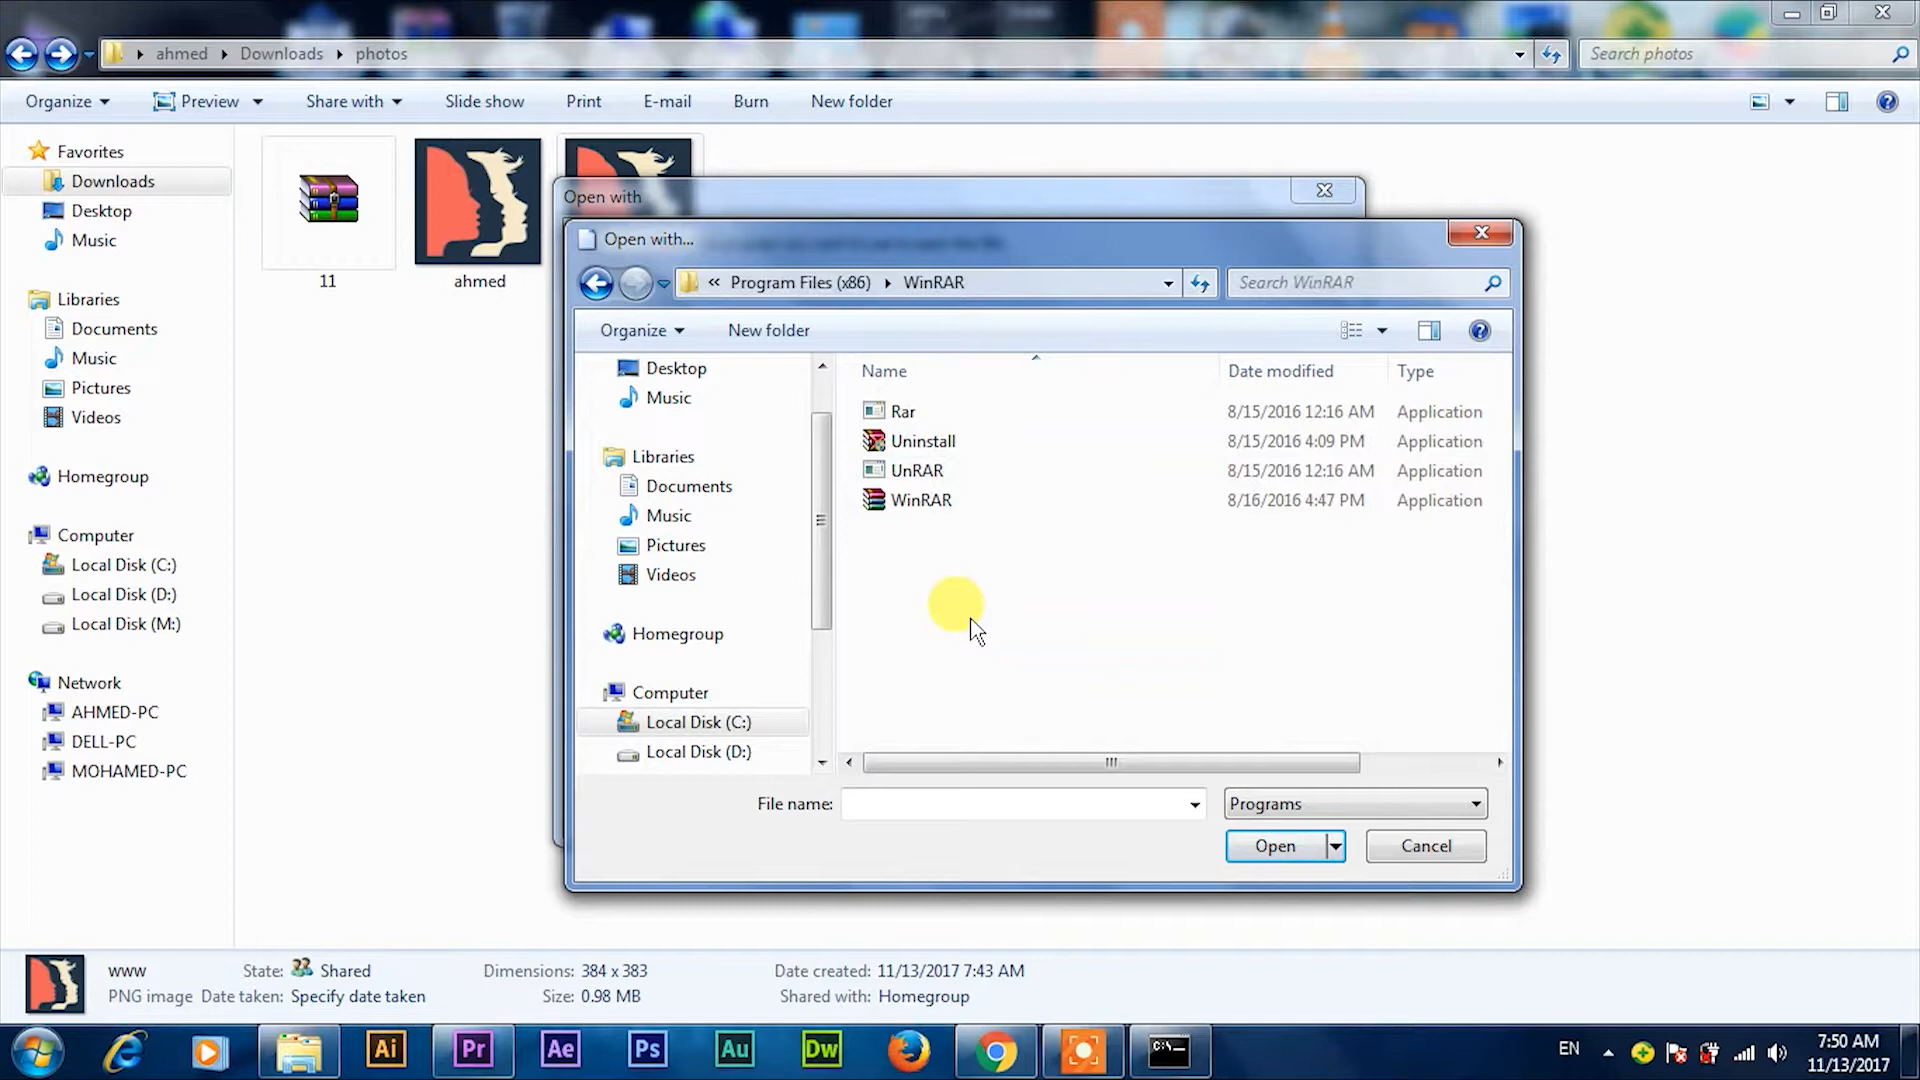 ahmed Downloads photos
Search photos
Organize Preview Share with Slide show Print E-mail Burn New folder
Favorites
Downloads
Desktop
Music
Libraries
Documents
Music
Pictures
Videos
Homegroup
Computer
Local Disk (C:)
Local Disk (D:)
Local Disk (M:)
Network
AHMED-PC
DELL-PC
MOHAMED-PC
11
ahmed
Open with
Open with...
« Program Files (x86) WinRAR
Search WinRAR
Organize New folder
Desktop
Music
Libraries
Documents
Music
Pictures
Videos
Homegroup
Computer
Local Disk (C:)
Local Disk (D:)
Name Date modified Type
Rar 8/15/2016 12:16 AM Application
Uninstall 8/15/2016 4:09 PM Application
UnRAR 8/15/2016 12:16 AM Application
WinRAR 8/16/2016 4:47 PM Application
File name: Programs
Open Cancel
www State: Shared Dimensions: 384 x 383 Date created: 11/13/2017 7:43 AM
PNG image Date taken: Specify date taken Size: 0.98 MB Shared with: Homegroup
Ai Pr Ae Ps Au Dw C:\
EN
7:50 AM
11/13/2017